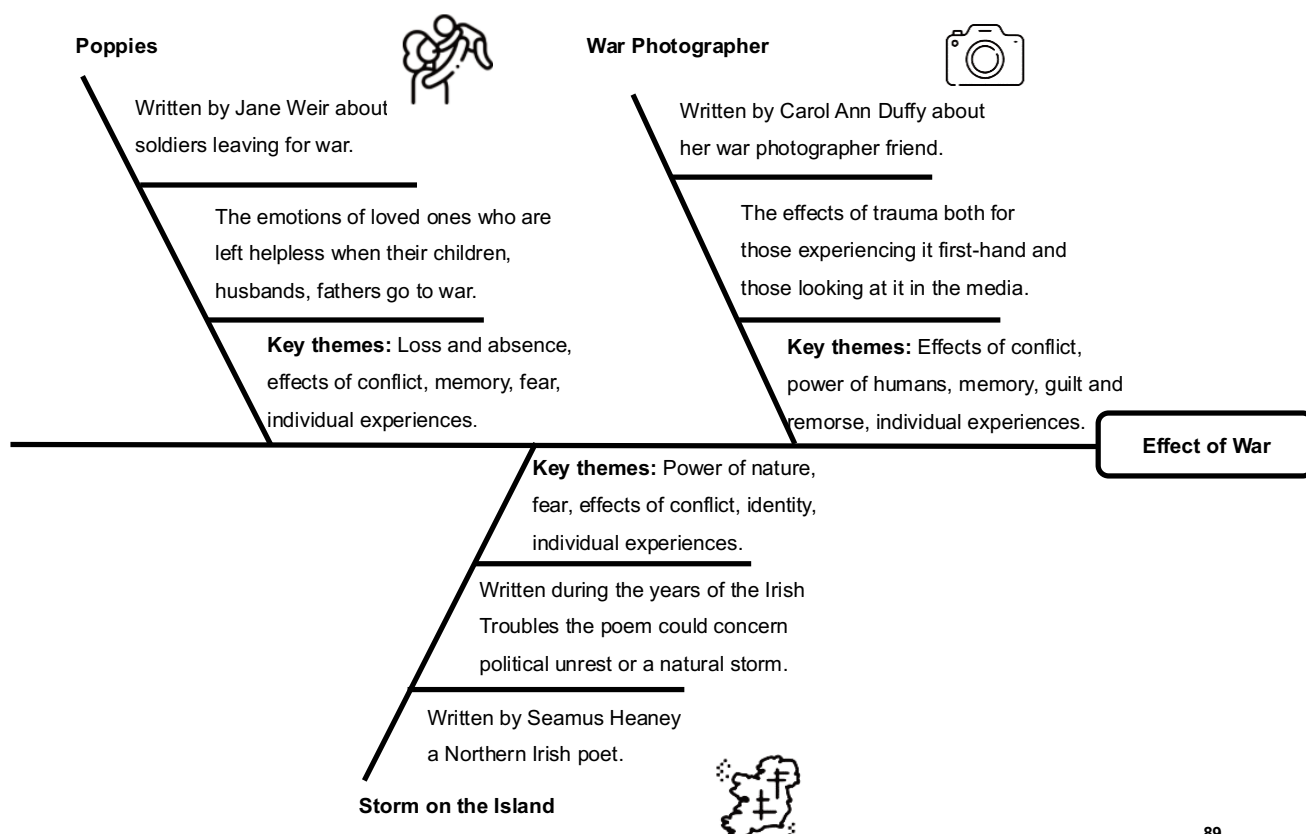 Poppies
Written by Jane Weir about
soldiers leaving for war.
The emotions of loved ones who are
left helpless when their children,
husbands, fathers go to war.
Key themes: Loss and absence,
effects of conflict, memory, fear,
individual experiences.
War Photographer
Written by Carol Ann Duffy about
her war photographer friend.
The effects of trauma both for
those experiencing it first-hand and
those looking at it in the media.
Key themes: Effects of conflict,
power of humans, memory, guilt and
remorse, individual experiences.
Effect of War
Key themes: Power of nature,
fear, effects of conflict, identity,
individual experiences.
Written during the years of the Irish
Troubles the poem could concern
political unrest or a natural storm.
Written by Seamus Heaney
a Northern Irish poet.
Storm on the Island
89